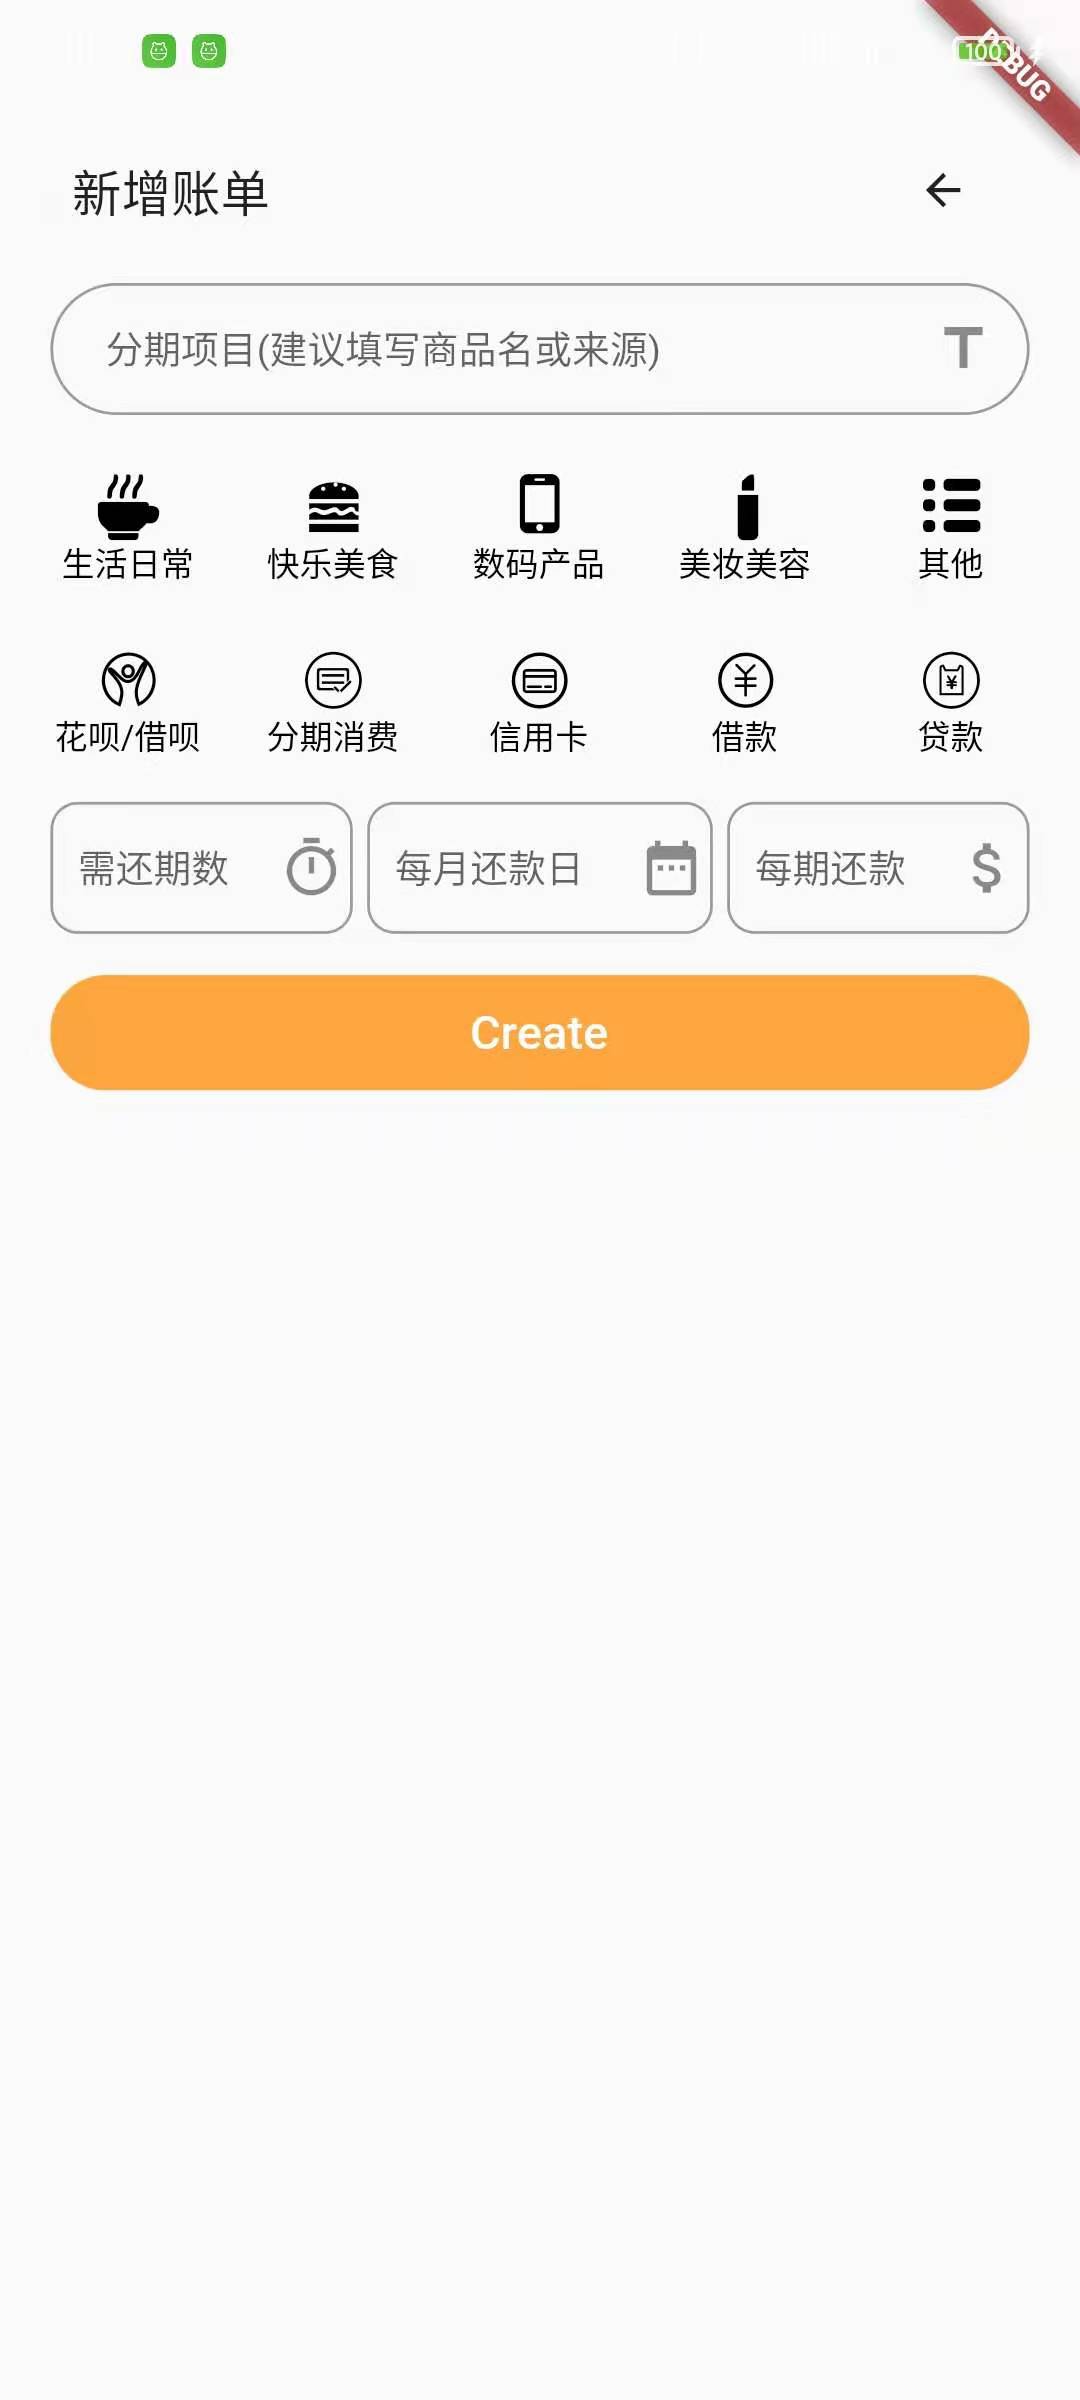 100
DEBUG
新增账单
分期项目(建议填写商品名或来源)
生活日常 快乐美食 数码产品 美妆美容 其他
花呗/借呗 分期消费 信用卡 借款 贷款
需还期数 每月还款日 每期还款
Create